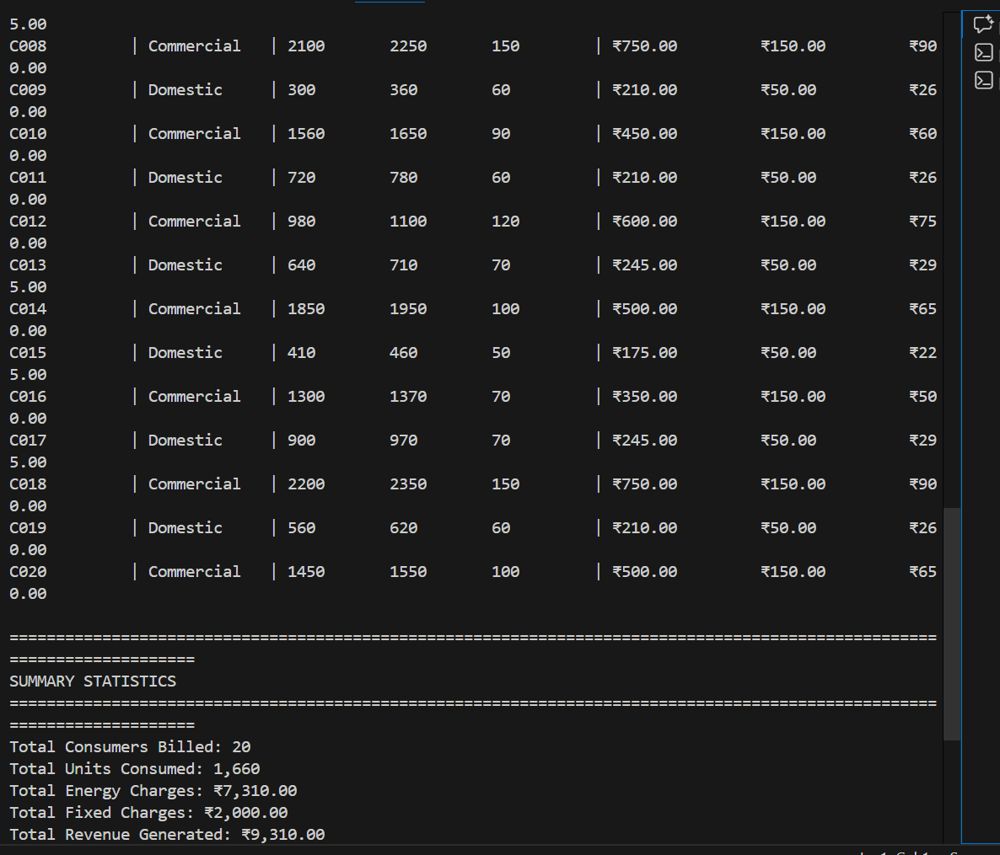 5.00
C008 | Commercial | 2100 2250 150 | ₹750.00 ₹150.00 ₹90
0.00
C009 | Domestic | 300 360 60 | ₹210.00 ₹50.00 ₹26
0.00
C010 | Commercial | 1560 1650 90 | ₹450.00 ₹150.00 ₹60
0.00
C011 | Domestic | 720 780 60 | ₹210.00 ₹50.00 ₹26
0.00
C012 | Commercial | 980 1100 120 | ₹600.00 ₹150.00 ₹75
0.00
C013 | Domestic | 640 710 70 | ₹245.00 ₹50.00 ₹29
5.00
C014 | Commercial | 1850 1950 100 | ₹500.00 ₹150.00 ₹65
0.00
C015 | Domestic | 410 460 50 | ₹175.00 ₹50.00 ₹22
5.00
C016 | Commercial | 1300 1370 70 | ₹350.00 ₹150.00 ₹50
0.00
C017 | Domestic | 900 970 70 | ₹245.00 ₹50.00 ₹29
5.00
C018 | Commercial | 2200 2350 150 | ₹750.00 ₹150.00 ₹90
0.00
C019 | Domestic | 560 620 60 | ₹210.00 ₹50.00 ₹26
0.00
C020 | Commercial | 1450 1550 100 | ₹500.00 ₹150.00 ₹65
0.00
====================================================================================================
====================
SUMMARY STATISTICS
====================================================================================================
====================
Total Consumers Billed: 20
Total Units Consumed: 1,660
Total Energy Charges: ₹7,310.00
Total Fixed Charges: ₹2,000.00
Total Revenue Generated: ₹9,310.00